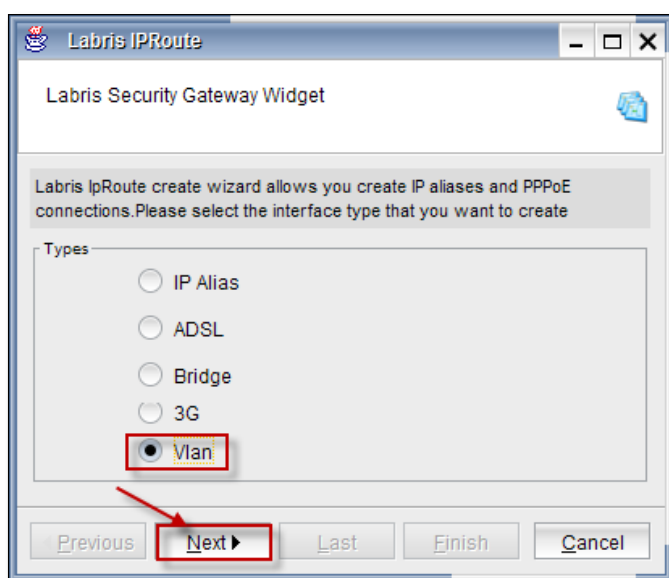 Labris IPRoute
Labris Security Gateway Widget
Labris IpRoute create wizard allows you create IP aliases and PPPoE
connections.Please select the interface type that you want to create
Types
IP Alias
ADSL
Bridge
3G
Vlan
Previous Next Last Finish Cancel